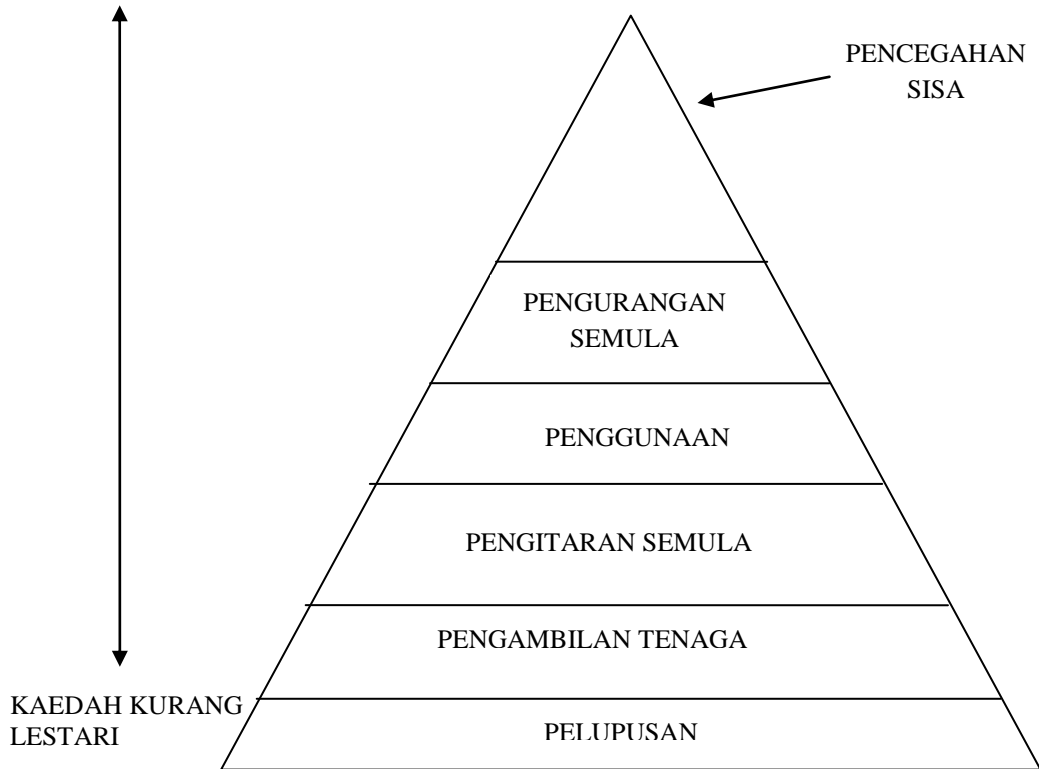 PENCEGAHAN
SISA
PENGURANGAN
SEMULA
PENGGUNAAN
PENGITARAN SEMULA
PENGAMBILAN TENAGA
KAEDAH KURANG
LESTARI
PELUPUSAN